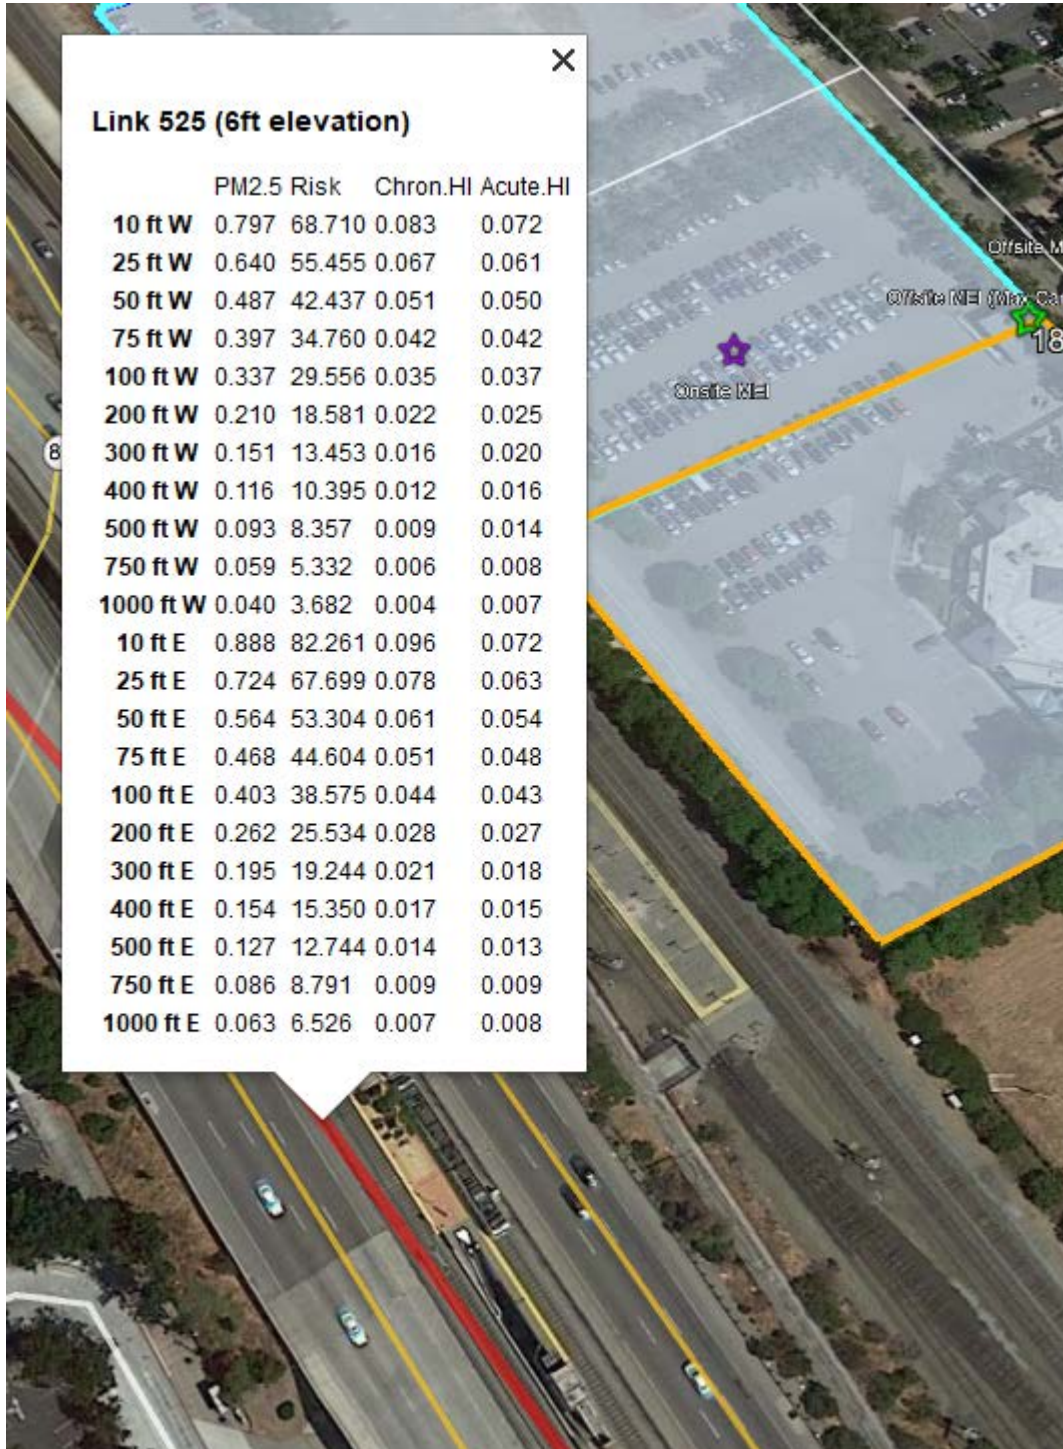 Link 525 (6ft elevation)
PM2.5 Risk Chron.HI Acute.HI
10 ft W 0.797 68.710 0.083 0.072
25 ft W 0.640 55.455 0.067 0.061
50 ft W 0.487 42.437 0.051 0.050
75 ft W 0.397 34.760 0.042 0.042
100 ft W 0.337 29.556 0.035 0.037
200 ft W 0.210 18.581 0.022 0.025
300 ft W 0.151 13.453 0.016 0.020
400 ft W 0.116 10.395 0.012 0.016
500 ft W 0.093 8.357 0.009 0.014
750 ft W 0.059 5.332 0.006 0.008
1000 ft W 0.040 3.682 0.004 0.007
10 ft E 0.888 82.261 0.096 0.072
25 ft E 0.724 67.699 0.078 0.063
50 ft E 0.564 53.304 0.061 0.054
75 ft E 0.468 44.604 0.051 0.048
100 ft E 0.403 38.575 0.044 0.043
200 ft E 0.262 25.534 0.028 0.027
300 ft E 0.195 19.244 0.021 0.018
400 ft E 0.154 15.350 0.017 0.015
500 ft E 0.127 12.744 0.014 0.013
750 ft E 0.086 8.791 0.009 0.009
1000 ft E 0.063 6.526 0.007 0.008
Offsite M
Offsite MEI (Max Ca
18
Onsite MEI
8